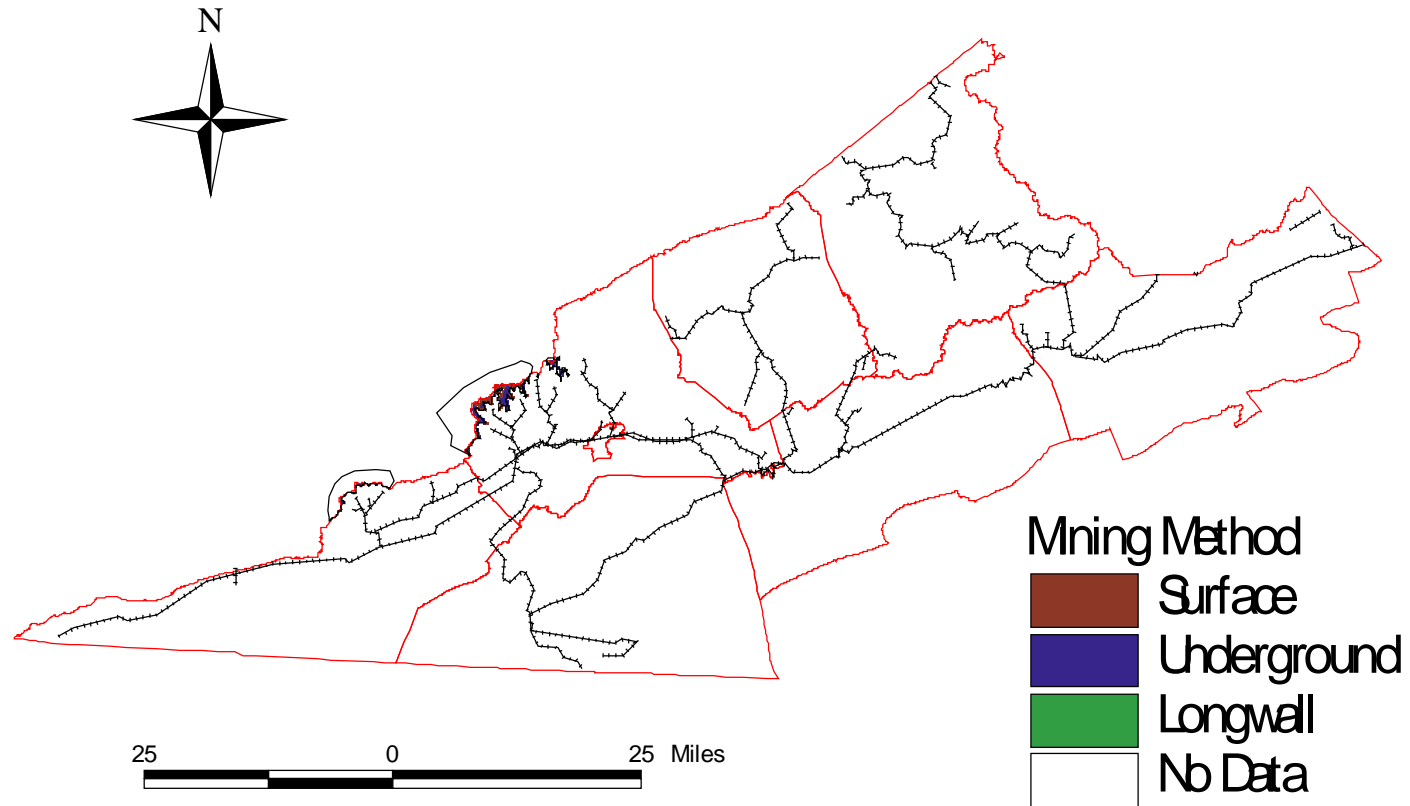 N
Mining Method
Surface
Underground
Longwall
No Data
25 0 25 Miles